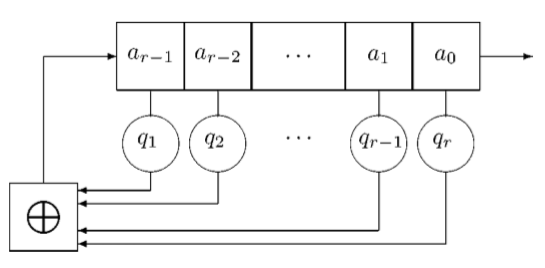 a_{r−1} a_{r−2} ··· a_1 a_0
q_1 q_2 ··· q_{r−1} q_r
⊕